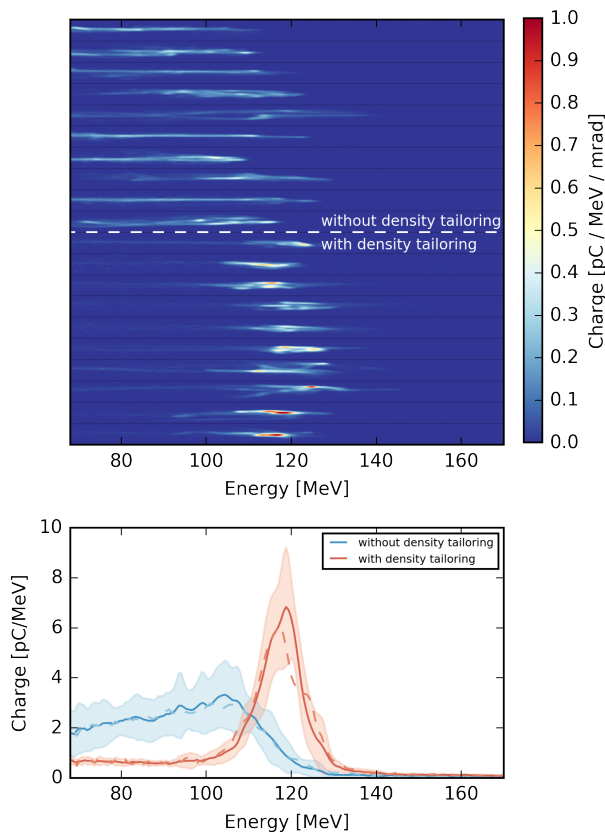 without density tailoring
with density tailoring
80 100 120 140 160
Energy [MeV]
1.0
0.9
0.8
0.7
0.6
0.5
0.4
0.3
0.2
0.1
0.0
Charge [pC / MeV / mrad]
10
8
6
4
2
0
Charge [pC/MeV]
without density tailoring
with density tailoring
80 100 120 140 160
Energy [MeV]